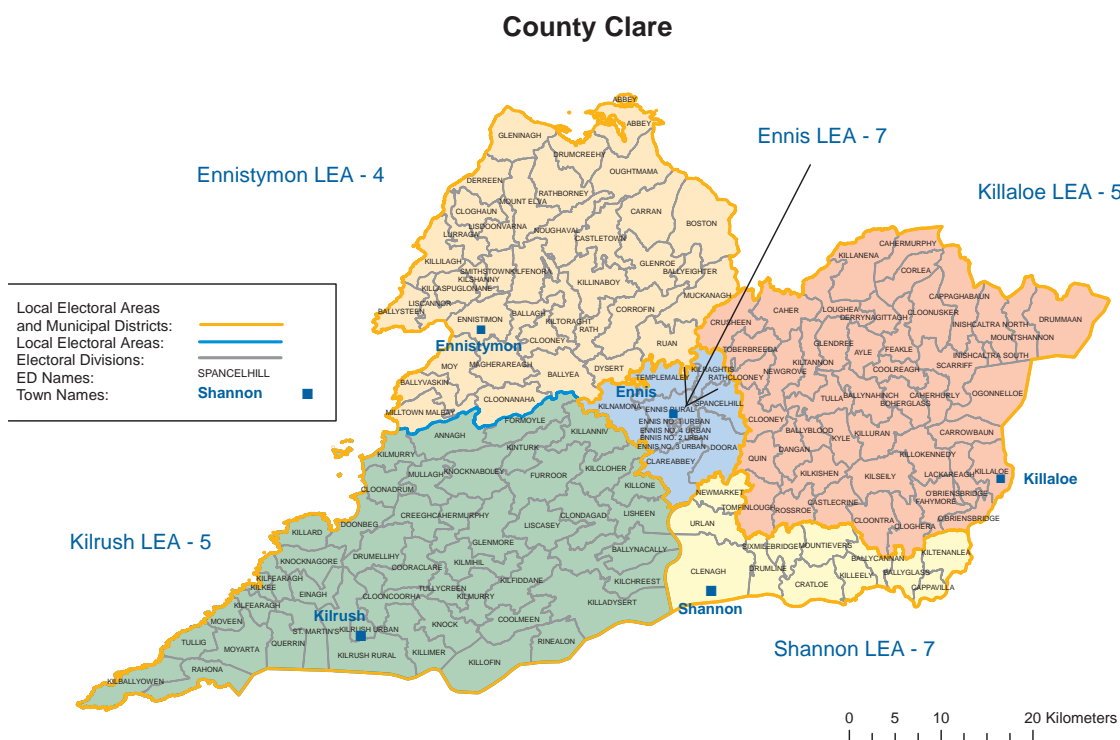 County Clare
Ennis LEA - 7
Ennistymon LEA - 4
Killaloe LEA - 5
Kilrush LEA - 5
Shannon LEA - 7
Local Electoral Areas
and Municipal Districts:
Local Electoral Areas:
Electoral Divisions:
ED Names: SPANCELHILL
Town Names: Shannon
ABBEY
ABBEY
GLENINAGH
DRUMCREEHY
OUGHTMAMA
DERREEN
RATHBORNEY
MOUNT ELVA
CLOGHAUN
CARRAN
BOSTON
LISDOONVARNA
LURRAGA
NOUGHAVAL
CASTLETOWN
KILLILAGH
GLENROE
SMITHSTOWN
KILFENORA
BALLYEIGHTER
KILSHANNY
KILLASPUGLONANE
KILLINABOY
MUCKANAGH
LISCANNOR
BALLYSTEEN
ENNISTIMON
BALLAGH
KILTORAGHT
COROFIN
RATH
CLOONEY
RUAN
Ennistymon
MOY
MAGHERAREAGH
DYSERT
BALLYEA
BALLYVASKIN
CLOONANAHA
MILLTOWN MALBAY
CAHERMURPHY
KILLANENA
CORLEA
CAPPAGHABAUN
CAHER
LOUGHEA
CLOONUSKER
DERRYNAGITTAGH
DRUMMAAN
CRUSHEEN
INISHCALTRA NORTH
MOUNTSHANNON
GLENDREE
TOBERBREEDA
AYLE
FEAKLE
INISHCALTRA SOUTH
KILTANNON
SCARRIFF
NEWGROVE
COOLREAGH
TULLA
BALLYNAHINCH
CAHERHURLY
OGONNELLOE
BOHERGLASS
CLOONEY
BALLYBLOOD
KYLE
KILLURAN
CARROWBAUN
DANGAN
QUIN
KILLOKENNEDY
KILKISHEN
KILSEILY
LACKAREAGH
KILLALOE
Killaloe
O'BRIENSBRIDGE
CASTLECRINE
FAHYMORE
ROSSROE
CLOONTRA
O'BRIENSBRIDGE
CLOGHERA
TEMPLEMALEY
KILRAGHTIS
RATHCLOONEY
Ennis
SPANCELHILL
KILNAMONA
ENNIS RURAL
ENNIS NO. 1 URBAN
ENNIS NO. 4 URBAN
ENNIS NO. 2 URBAN
ENNIS NO. 3 URBAN
DOORA
CLAREABBEY
NEWMARKET
TOMFINLOUGH
URLAN
SIXMILEBRIDGE
MOUNTIEVERS
KILTENANLEA
BALLYCANNAN
CLENAGH
DRUMLINE
BALLYGLASS
KILLEELY
CRATLOE
CAPPAVILLA
Shannon
FORMOYLE
KILLANNIV
ANNAGH
KINTURK
KILMURRY
KILCLOHER
MULLAGH
KNOCKNABOLEY
FURROOR
KILLONE
CLOONADRUM
CREEGH
CAHERMURPHY
CLONDAGAD
LISHEEN
DOONBEG
LISCASEY
KILLARD
GLENMORE
BALLYNACALLY
KNOCKNAGORE
DRUMELLIHY
KILMIHIL
COORACLARE
KILFEARAGH
KILKEE
KILFIDDANE
KILCHREEST
EINAGH
TULLYCREEN
CLOONCOORHA
KILMURRY
KILLADYSERT
KILFEARAGH
MOVEEN
Kilrush
COOLMEEN
KNOCK
ST. MARTIN'S
KILRUSH URBAN
TULLIG
QUERRIN
MOYARTA
RINEALON
KILRUSH RURAL
KILLIMER
KILLOFIN
RAHONA
KILBALLYOWEN
0 5 10 20 Kilometers